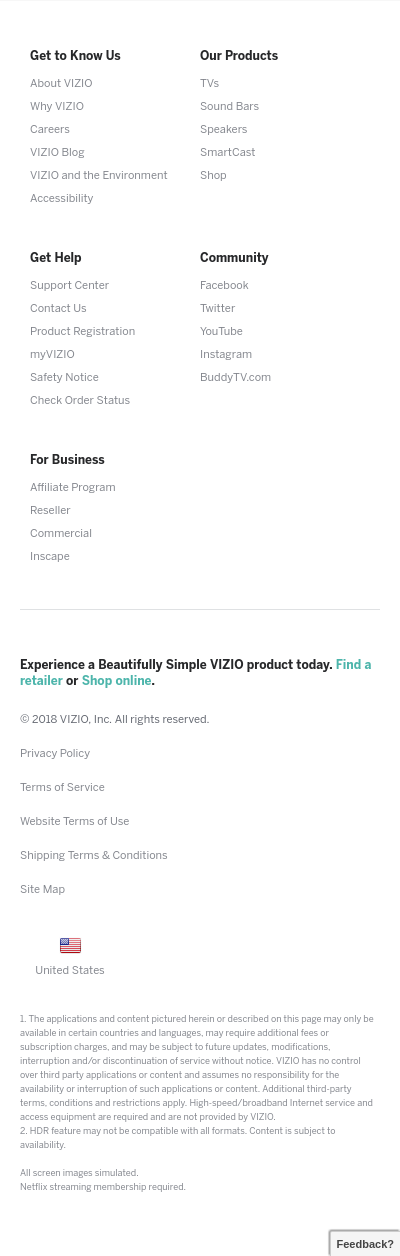 Get to Know Us
About VIZIO
Why VIZIO
Careers
VIZIO Blog
VIZIO and the Environment
Accessibility
Our Products
TVs
Sound Bars
Speakers
SmartCast
Shop
Get Help
Support Center
Contact Us
Product Registration
myVIZIO
Safety Notice
Check Order Status
Community
Facebook
Twitter
YouTube
Instagram
BuddyTV.com
For Business
Affiliate Program
Reseller
Commercial
Inscape
Experience a Beautifully Simple VIZIO product today. Find a
retailer or Shop online.
© 2018 VIZIO, Inc. All rights reserved.
Privacy Policy
Terms of Service
Website Terms of Use
Shipping Terms & Conditions
Site Map
United States
1. The applications and content pictured herein or described on this page may only be
available in certain countries and languages, may require additional fees or
subscription charges, and may be subject to future updates, modifications,
interruption and/or discontinuation of service without notice. VIZIO has no control
over third party applications or content and assumes no responsibility for the
availability or interruption of such applications or content. Additional third-party
terms, conditions and restrictions apply. High-speed/broadband Internet service and
access equipment are required and are not provided by VIZIO.
2. HDR feature may not be compatible with all formats. Content is subject to
availability.
All screen images simulated.
Netflix streaming membership required.
Feedback?